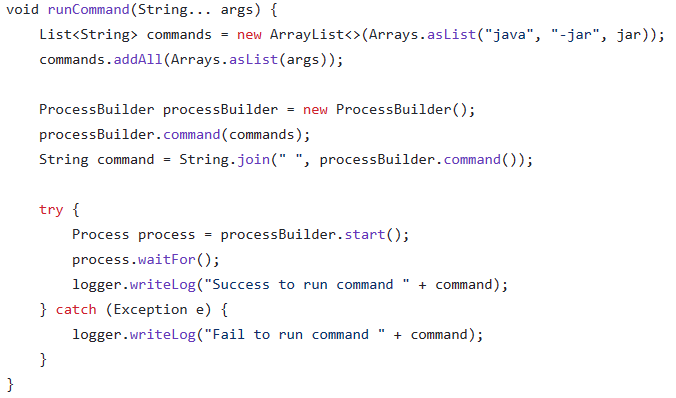 void runCommand(String... args) {
    List<String> commands = new ArrayList<>(Arrays.asList("java", "-jar", jar));
    commands.addAll(Arrays.asList(args));

    ProcessBuilder processBuilder = new ProcessBuilder();
    processBuilder.command(commands);
    String command = String.join(" ", processBuilder.command());

    try {
        Process process = processBuilder.start();
        process.waitFor();
        logger.writeLog("Success to run command " + command);
    } catch (Exception e) {
        logger.writeLog("Fail to run command " + command);
    }
}